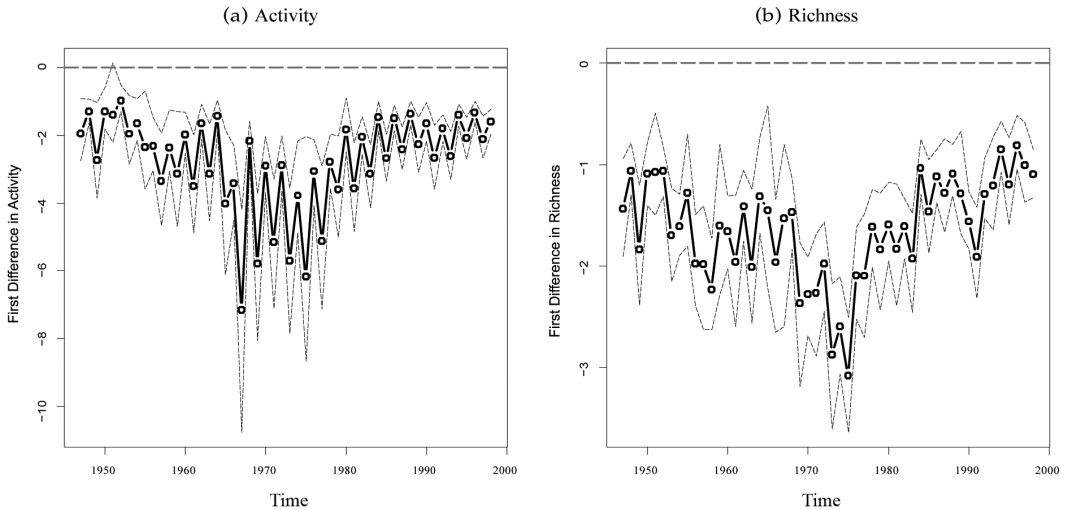 (a) Activity
0
−2
−4
−6
−8
−10
First Difference in Activity
1950 1960 1970 1980 1990 2000
Time
(b) Richness
0
−1
−2
−3
First Difference in Richness
1950 1960 1970 1980 1990 2000
Time